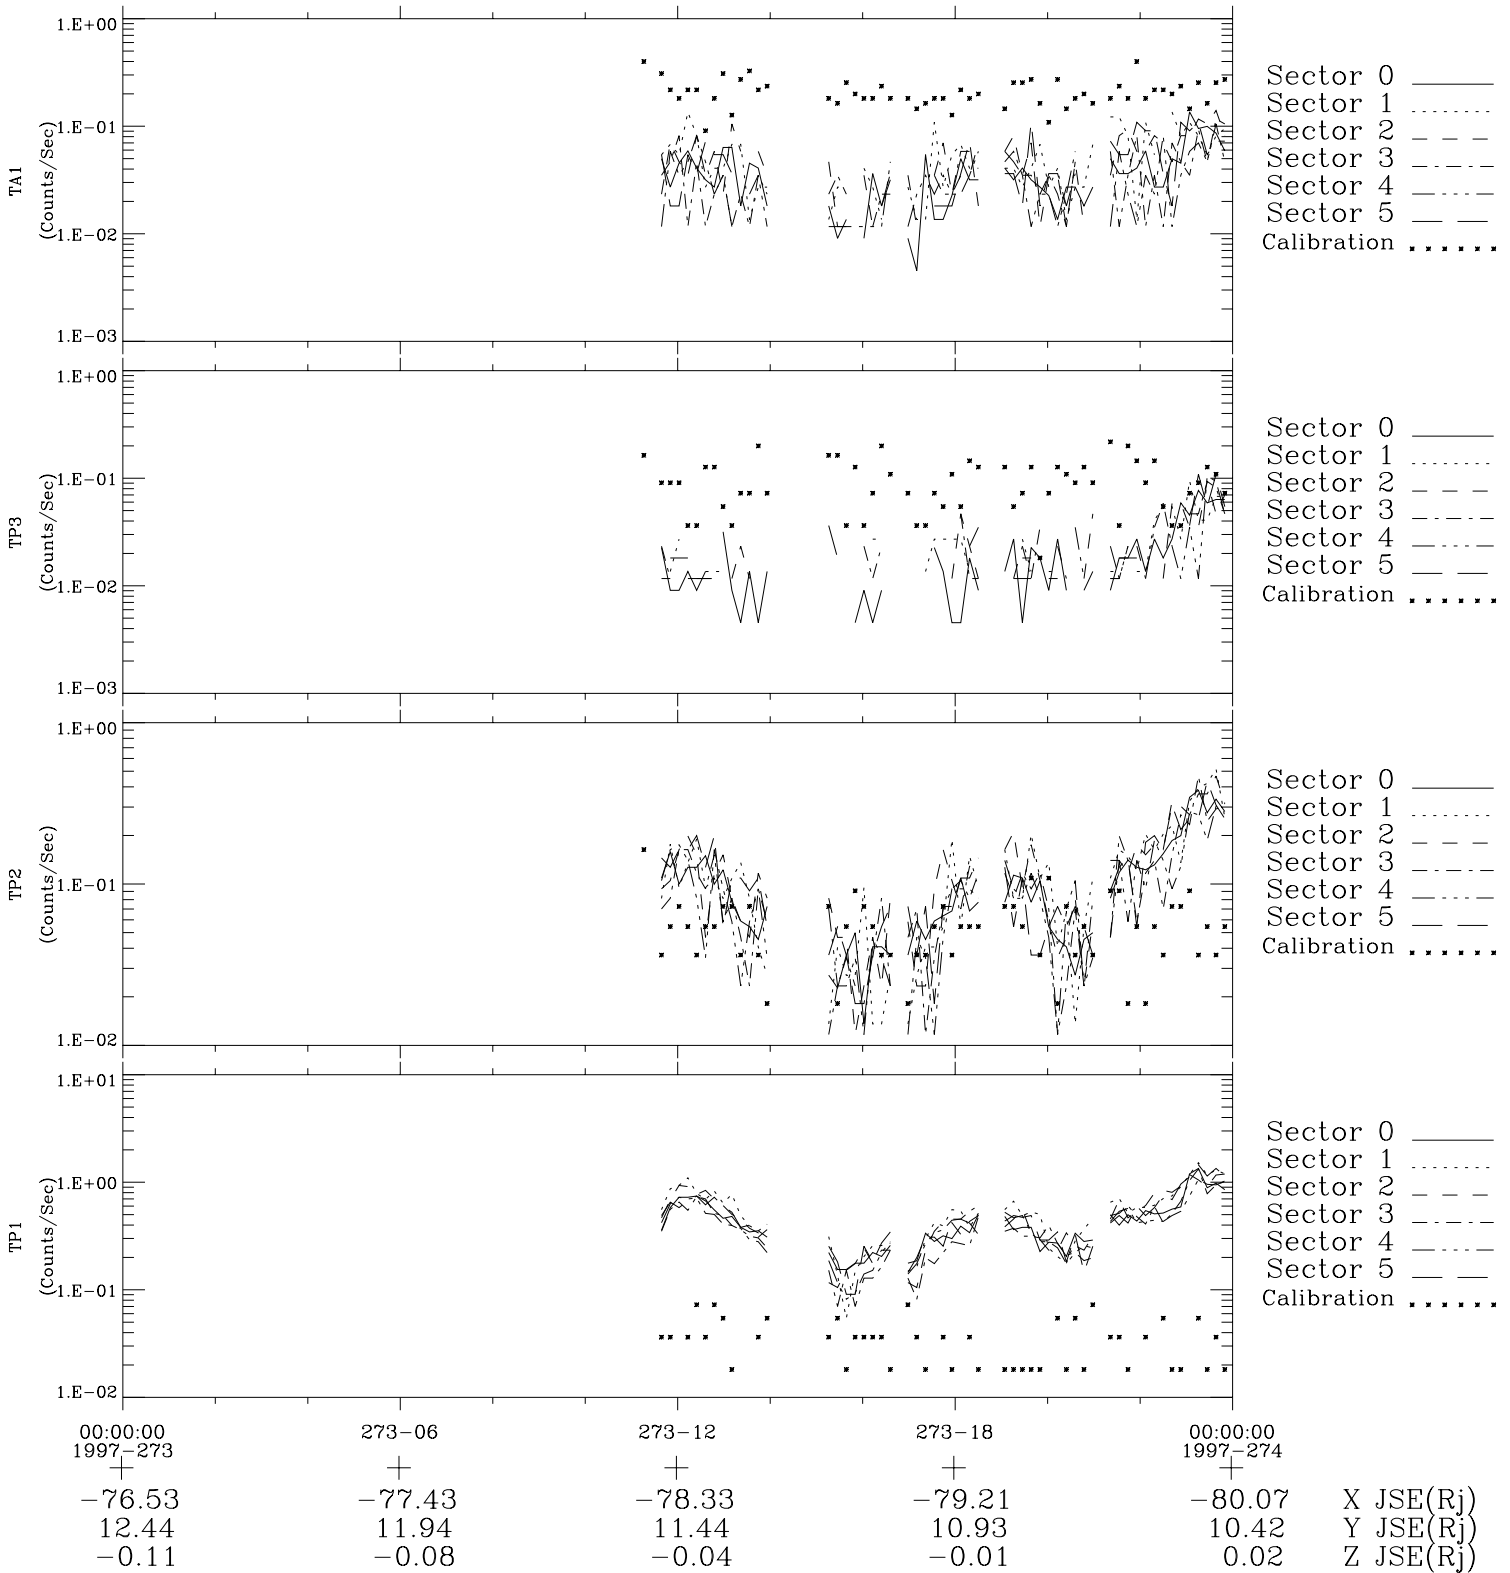 1.E+00
1.E-01
1.E-02
1.E-03
TA1
(Counts/Sec)
Sector 0
Sector 1
Sector 2
Sector 3
Sector 4
Sector 5
Calibration
1.E+00
1.E-01
1.E-02
1.E-03
TP3
(Counts/Sec)
Sector 0
Sector 1
Sector 2
Sector 3
Sector 4
Sector 5
Calibration
1.E+00
1.E-01
1.E-02
TP2
(Counts/Sec)
Sector 0
Sector 1
Sector 2
Sector 3
Sector 4
Sector 5
Calibration
1.E+01
1.E+00
1.E-01
1.E-02
TP1
(Counts/Sec)
Sector 0
Sector 1
Sector 2
Sector 3
Sector 4
Sector 5
Calibration
00:00:00 273-06 273-12 273-18 00:00:00
1997-273 1997-274
-76.53 -77.43 -78.33 -79.21 -80.07 X JSE(Rj)
12.44 11.94 11.44 10.93 10.42 Y JSE(Rj)
-0.11 -0.08 -0.04 -0.01 0.02 Z JSE(Rj)